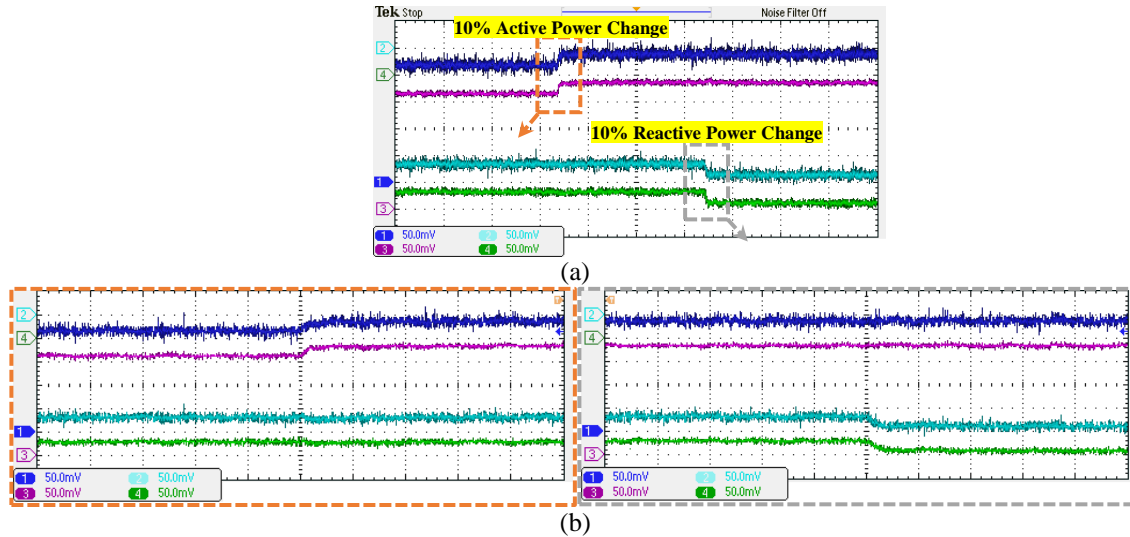 Tek Stop Noise Filter Off
10% Active Power Change
2
4
10% Reactive Power Change
1
3
1 50.0mV 2 50.0mV
3 50.0mV 4 50.0mV
(a)
2
4
1
3
1 50.0mV 2 50.0mV
3 50.0mV 4 50.0mV
2
4
1
3
1 50.0mV 2 50.0mV
3 50.0mV 4 50.0mV
(b)